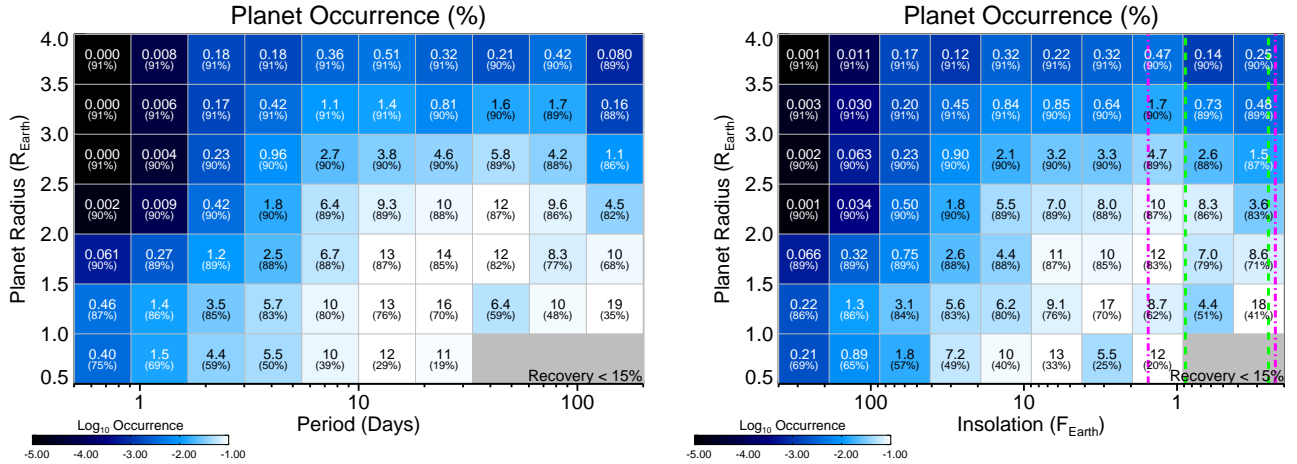 Planet Occurrence (%)
4.0
0.000 0.008 0.18 0.18 0.36 0.51 0.32 0.21 0.42 0.080
(91%) (91%) (91%) (91%) (91%) (91%) (91%) (90%) (90%) (89%)
3.5
0.000 0.006 0.17 0.42 1.1 1.4 0.81 1.6 1.7 0.16
(91%) (91%) (91%) (91%) (91%) (91%) (90%) (90%) (89%) (88%)
3.0
0.000 0.004 0.23 0.96 2.7 3.8 4.6 5.8 4.2 1.1
(91%) (90%) (90%) (90%) (90%) (90%) (90%) (89%) (88%) (86%)
2.5
0.002 0.009 0.42 1.8 6.4 9.3 10 12 9.6 4.5
(90%) (90%) (90%) (90%) (89%) (89%) (88%) (87%) (86%) (82%)
2.0
0.061 0.27 1.2 2.5 6.7 13 14 12 8.3 10
(90%) (89%) (89%) (88%) (88%) (87%) (85%) (82%) (77%) (68%)
1.5
0.46 1.4 3.5 5.7 10 13 16 6.4 10 19
(87%) (86%) (85%) (83%) (80%) (76%) (70%) (59%) (48%) (35%)
1.0
0.40 1.5 4.4 5.5 10 12 11
(75%) (69%) (59%) (50%) (39%) (29%) (19%)
Recovery < 15%
0.5
Planet Radius (R_Earth)
1 10 100
Period (Days)
Log₁₀ Occurrence
-5.00 -4.00 -3.00 -2.00 -1.00
Planet Occurrence (%)
4.0
0.001 0.011 0.17 0.12 0.32 0.22 0.32 0.47 0.14 0.25
(91%) (91%) (91%) (91%) (91%) (91%) (91%) (90%) (90%) (90%)
3.5
0.003 0.030 0.20 0.45 0.84 0.85 0.64 1.7 0.73 0.48
(91%) (91%) (91%) (91%) (91%) (91%) (90%) (90%) (89%) (89%)
3.0
0.002 0.063 0.23 0.90 2.1 3.2 3.3 4.7 2.6 1.5
(90%) (90%) (90%) (90%) (90%) (90%) (90%) (89%) (88%) (87%)
2.5
0.001 0.034 0.50 1.8 5.5 7.0 8.0 10 8.3 3.6
(90%) (90%) (90%) (90%) (89%) (89%) (88%) (87%) (86%) (83%)
2.0
0.066 0.32 0.75 2.6 4.4 11 10 12 7.0 8.6
(89%) (89%) (89%) (88%) (88%) (87%) (85%) (83%) (79%) (71%)
1.5
0.22 1.3 3.1 5.6 6.2 9.1 17 8.7 4.4 18
(86%) (86%) (84%) (83%) (80%) (76%) (70%) (62%) (51%) (41%)
1.0
0.21 0.89 1.8 7.2 10 13 5.5 12
(69%) (65%) (57%) (49%) (40%) (33%) (25%) (20%)
Recovery < 15%
0.5
Planet Radius (R_Earth)
100 10 1
Insolation (F_Earth)
Log₁₀ Occurrence
-5.00 -4.00 -3.00 -2.00 -1.00